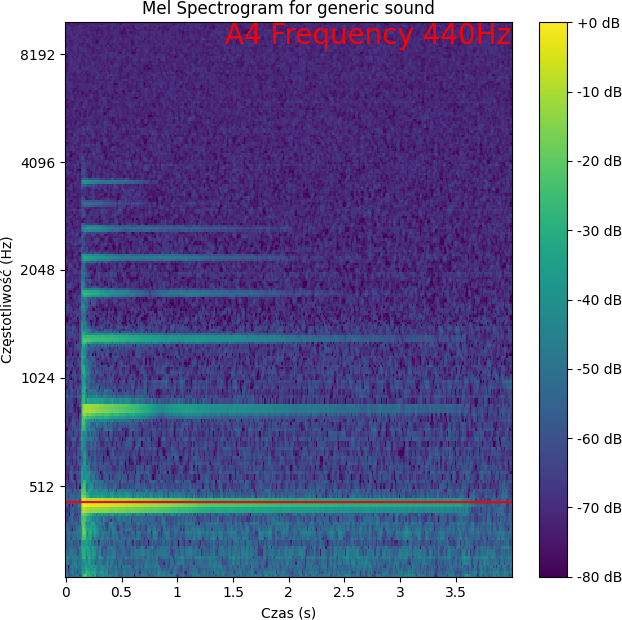 Mel Spectrogram for generic sound
A4 Frequency 440Hz
Częstotliwość (Hz)
8192
4096
2048
1024
512
0 0.5 1 1.5 2 2.5 3 3.5
Czas (s)
+0 dB
-10 dB
-20 dB
-30 dB
-40 dB
-50 dB
-60 dB
-70 dB
-80 dB